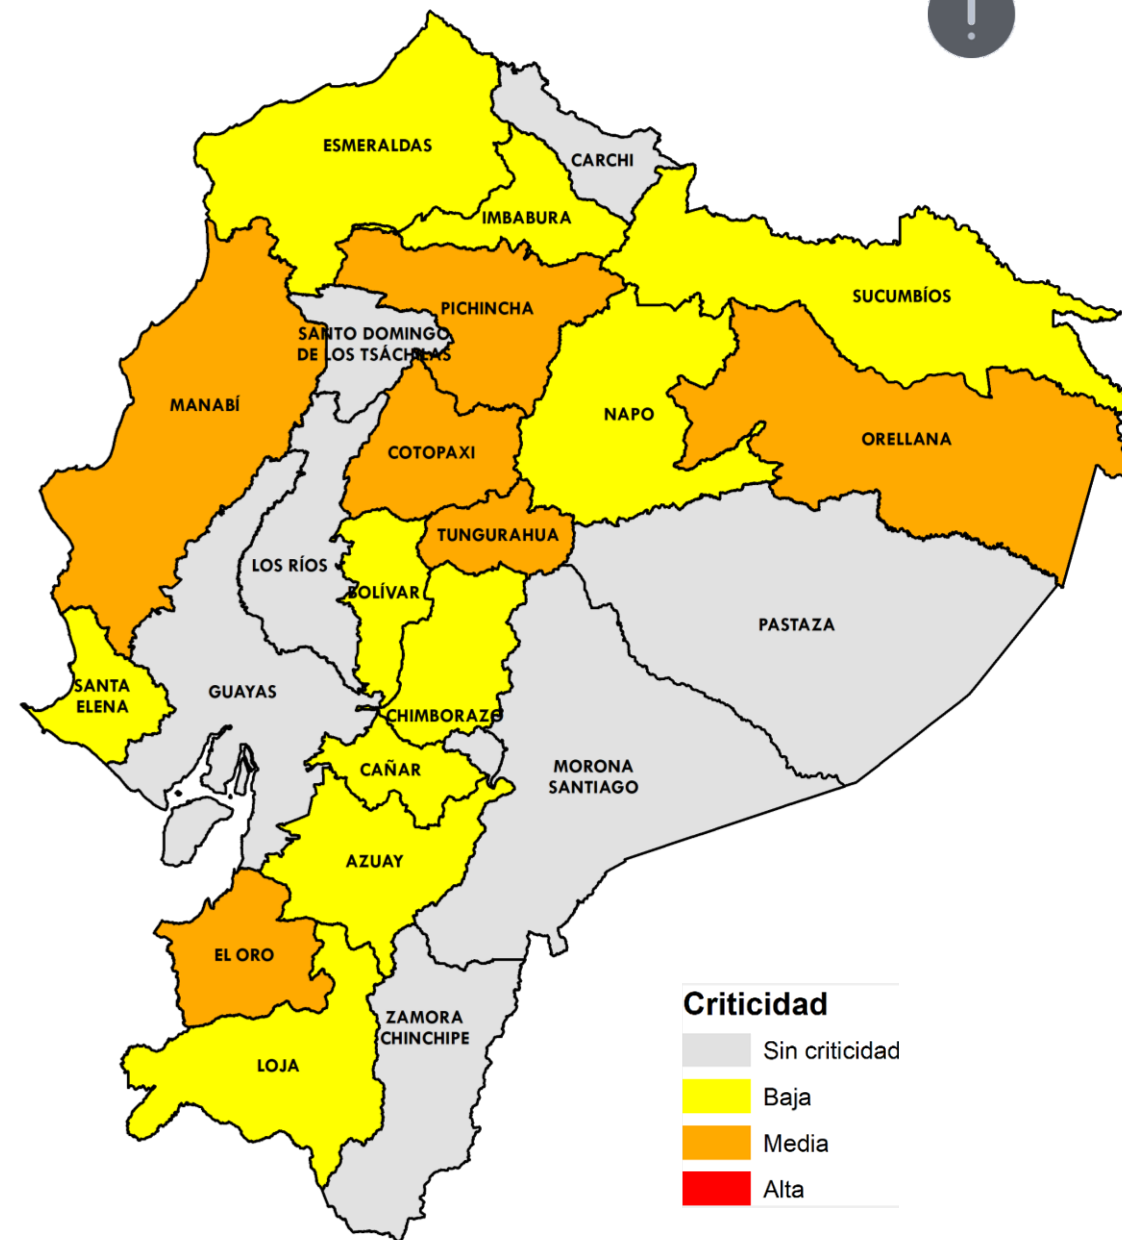 !
ESMERALDAS
CARCHI
IMBABURA
SUCUMBÍOS
PICHINCHA
SANTO DOMINGO
DE LOS TSÁCHILAS
MANABÍ
NAPO
ORELLANA
COTOPAXI
TUNGURAHUA
LOS RÍOS
BOLÍVAR
PASTAZA
SANTA
ELENA
GUAYAS
CHIMBORAZO
CAÑAR
MORONA
SANTIAGO
AZUAY
EL ORO
ZAMORA
CHINCHIPE
LOJA
Criticidad
Sin criticidad
Baja
Media
Alta